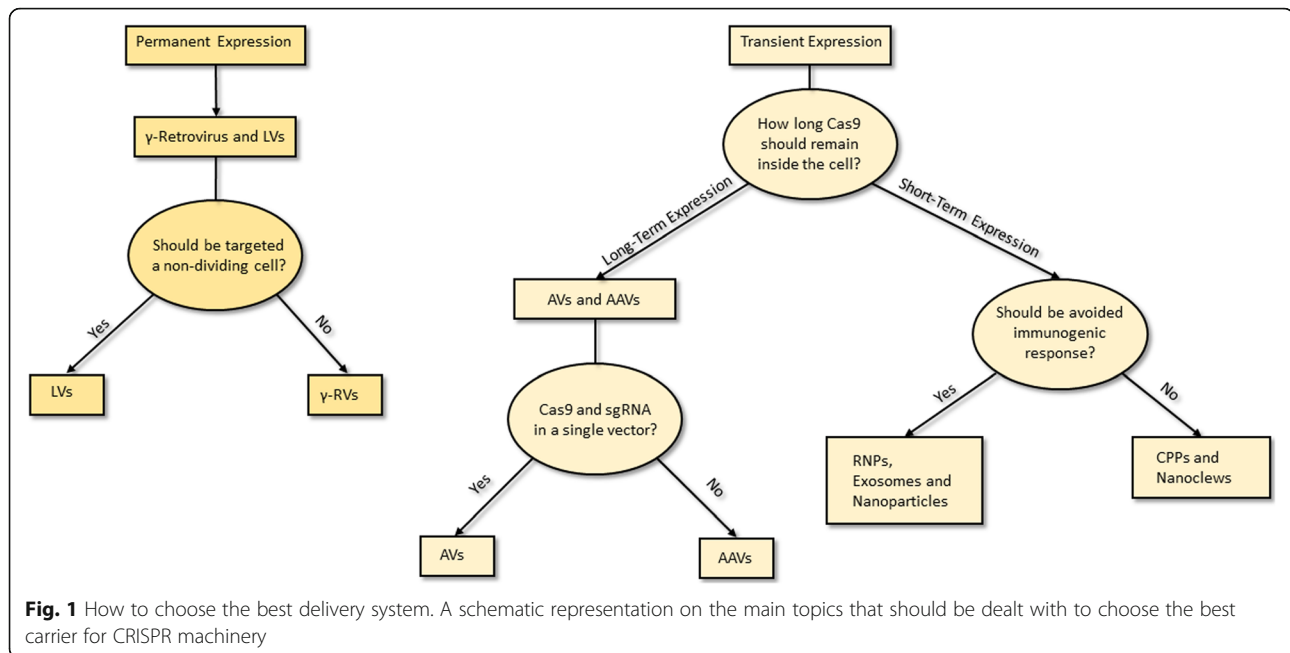 Permanent Expression
γ-Retrovirus and LVs
Should be targeted
a non-dividing cell?
Yes
No
LVs
γ-RVs
Transient Expression
How long Cas9
should remain
inside the cell?
Long-Term Expression
Short-Term Expression
AVs and AAVs
Cas9 and sgRNA
in a single vector?
Yes
No
AVs
AAVs
Should be avoided
immunogenic
response?
Yes
No
RNPs,
Exosomes and
Nanoparticles
CPPs and
Nanoclews
Fig. 1 How to choose the best delivery system. A schematic representation on the main topics that should be dealt with to choose the best
carrier for CRISPR machinery